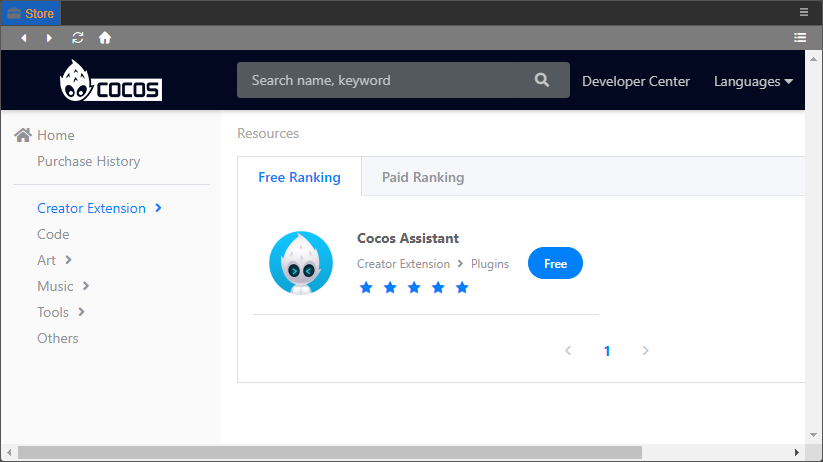 Store
COCOS
Search name, keyword
Developer Center
Languages
Home
Purchase History
Creator Extension
Code
Art
Music
Tools
Others
Resources
Free Ranking
Paid Ranking
Cocos Assistant
Creator Extension > Plugins
Free
1